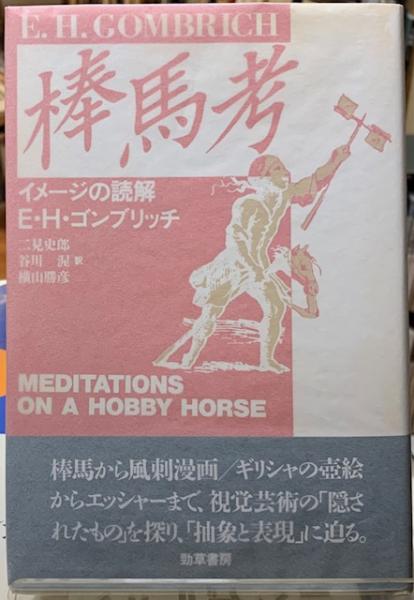 E. H. GOMBRICH
棒馬考
イメージの読解
E・H・ゴンブリッチ
二見史郎
谷川 渥 訳
横山勝彦
MEDITATIONS
ON A HOBBY HORSE
棒馬から風刺漫画/ギリシャの壺絵
からエッシャーまで、視覚芸術の「隠さ
れたもの」を探り、「抽象と表現」に迫る。
勁草書房